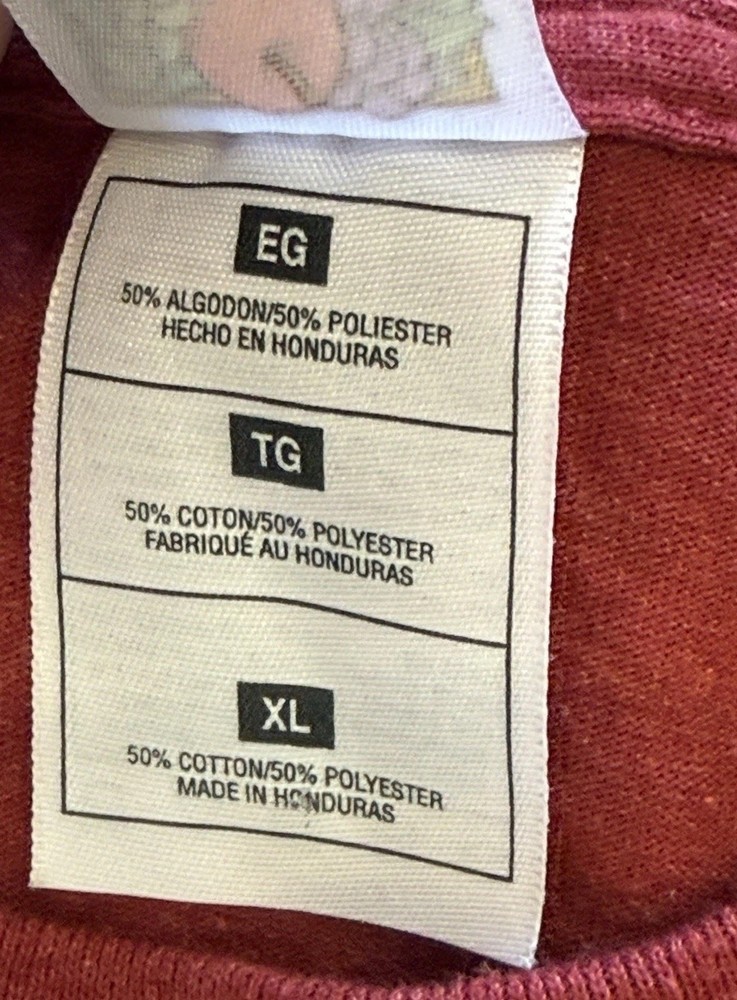 EG
50% ALGODON/50% POLIESTER
HECHO EN HONDURAS
TG
50% COTON/50% POLYESTER
FABRIQUÉ AU HONDURAS
XL
50% COTTON/50% POLYESTER
MADE IN HONDURAS